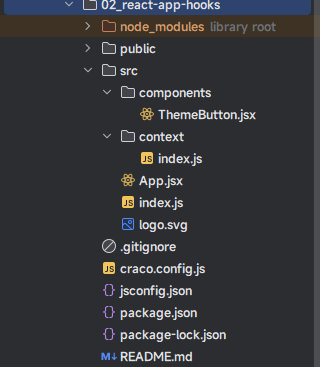 02_react-app-hooks
node_modules library root
public
src
components
ThemeButton.jsx
context
JS index.js
App.jsx
JS index.js
logo.svg
.gitignore
JS craco.config.js
{} jsconfig.json
{} package.json
{} package-lock.json
M↓ README.md